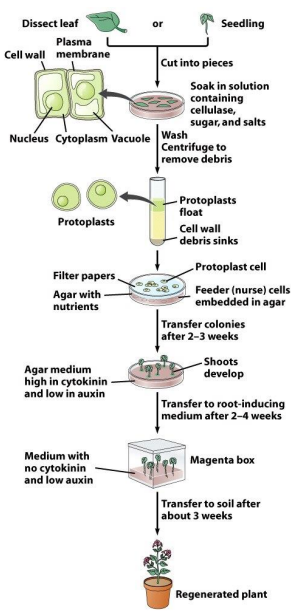 Dissect leaf or Seedling
Cut into pieces
Cell wall
Plasma
membrane
Nucleus Cytoplasm Vacuole
Soak in solution
containing
cellulase,
sugar, and salts
Wash
Centrifuge to
remove debris
Protoplasts
Protoplasts
float
Cell wall
debris sinks
Filter papers
Agar with
nutrients
Protoplast cell
Feeder (nurse) cells
embedded in agar
Transfer colonies
after 2–3 weeks
Agar medium
high in cytokinin
and low in auxin
Shoots
develop
Transfer to root-inducing
medium after 2–4 weeks
Medium with
no cytokinin
and low auxin
Magenta box
Transfer to soil after
about 3 weeks
Regenerated plant